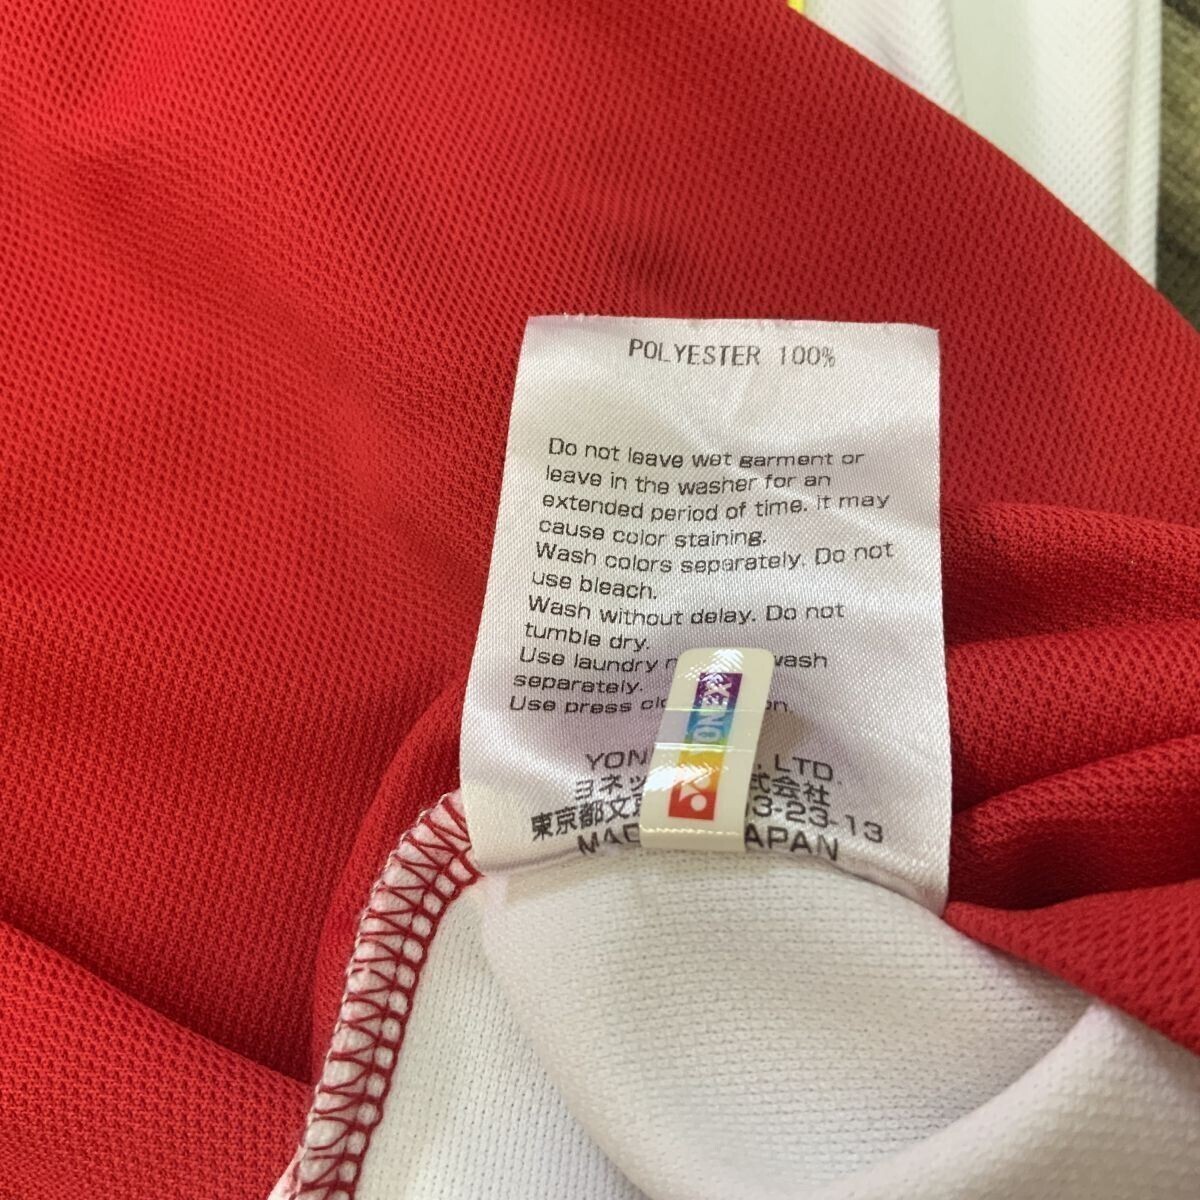 POLYESTER 100%
Do not leave wet garment or
leave in the washer for an
extended period of time. It may
cause color staining.
Wash colors separately. Do not
use bleach.
Wash without delay. Do not
tumble dry.
Use laundry wash
separately.
Use press
YONEX
YON LTD.
ヨネッ 式会社
東京都文 3-23-13
MAD APAN